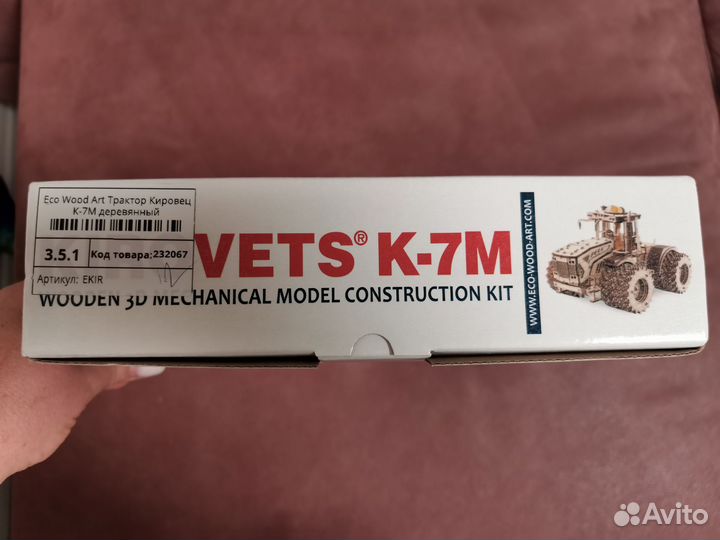 Eco Wood Art Трактор Кировец
К-7М деревянный
3.5.1
Код товара:232067
Артикул: EKIR
VETS® K-7M
WOODEN 3D MECHANICAL MODEL CONSTRUCTION KIT
WWW.ECO-WOOD-ART.COM
Avito